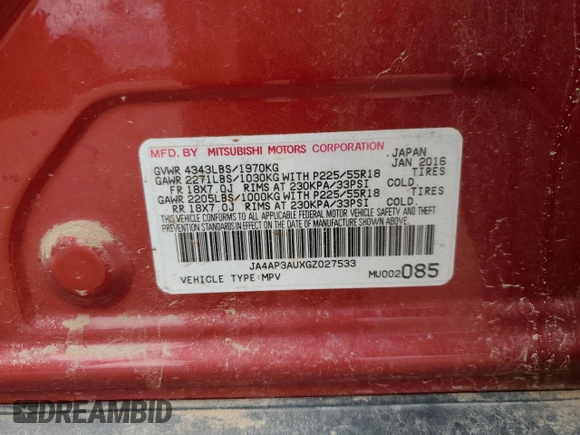 MFD. BY MITSUBISHI MOTORS CORPORATION. JAPAN
GVWR 4343LBS/1970KG JAN 2016
GAWR 2271LBS/1030KG WITH P225/55R18 TIRES
FR 18X7.0J RIMS AT 230KPA/33PSI COLD.
GAWR 2205LBS/1000KG WITH P225/55R18 TIRES
RR 18X7.0J RIMS AT 230KPA/33PSI COLD.
THIS VEHICLE CONFORMS TO ALL APPLICABLE FEDERAL MOTOR VEHICLE SAFETY, AND THEFT
PREVENTION STANDARDS IN EFFECT ON THE DATE OF MANUFACTURE SHOWN ABOVE.
JA4AP3AUXGZ027533
VEHICLE TYPE:MPV MU002085
DREAMBID